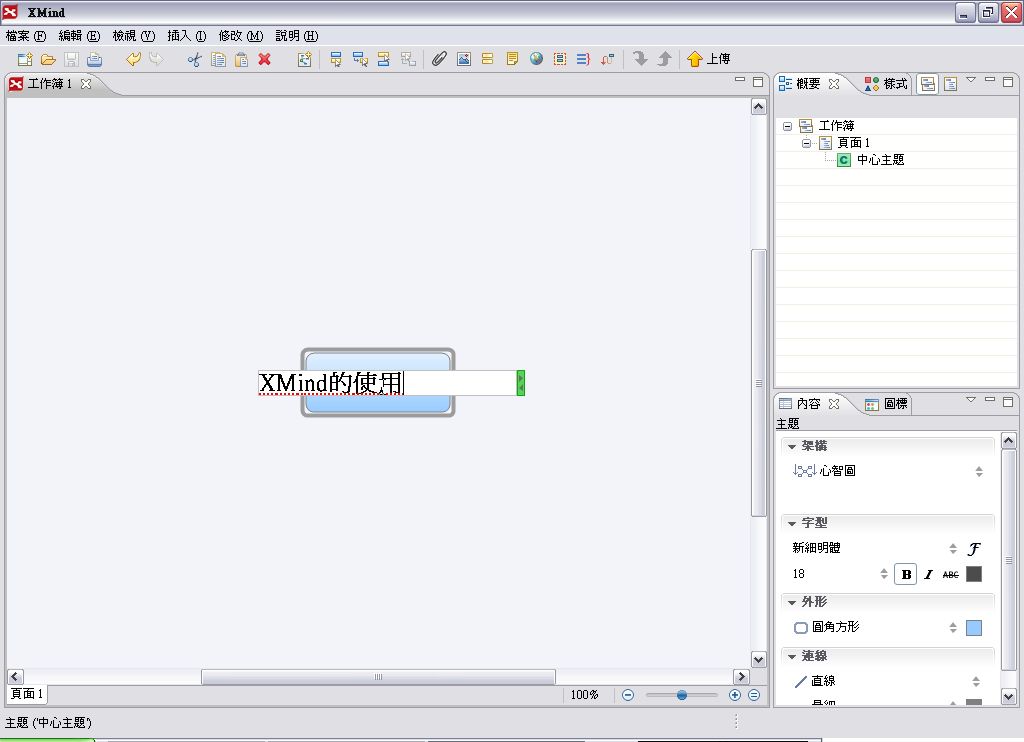 XMind
檔案 (F) 編輯 (E) 檢視 (V) 插入 (I) 修改 (M) 說明 (H)
上傳
工作簿 1
概要 樣式
工作簿
頁面 1
C 中心主題
XMind的使用
內容 圖標
主題
架構
心智圖
字型
新細明體 F
18 B I ABC
外形
圓角方形
連線
直線
頁面 1
100%
主題 ('中心主題')